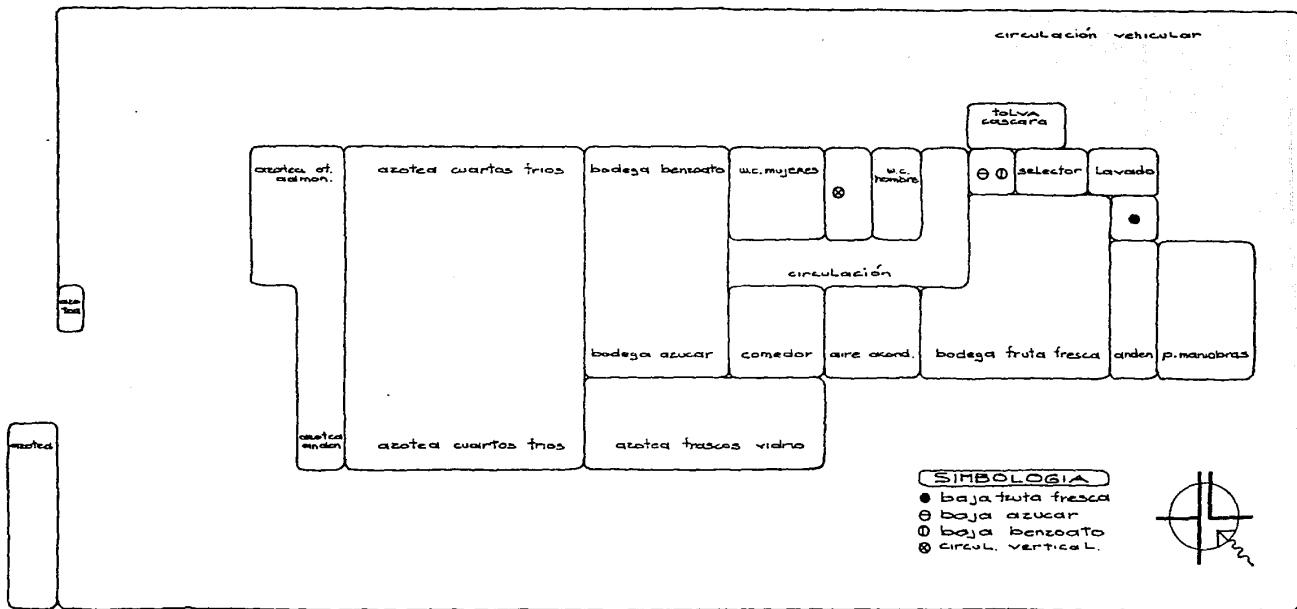 circulación vehicular
tolva
cascara
azotea of.
admon.
azotea cuartos frios
bodega benzoato
w.c. mujeres
w.c.
hombre
selector
lavado
circulación
azotea
bodega azucar
comedor
aire acond.
bodega fruta fresca
anden
p. maniobras
azotea
azotea
anden
azotea cuartos frios
azotea frascos vidrio
SIMBOLOGIA
baja fruta fresca
baja azucar
baja benzoato
circul. vertical.